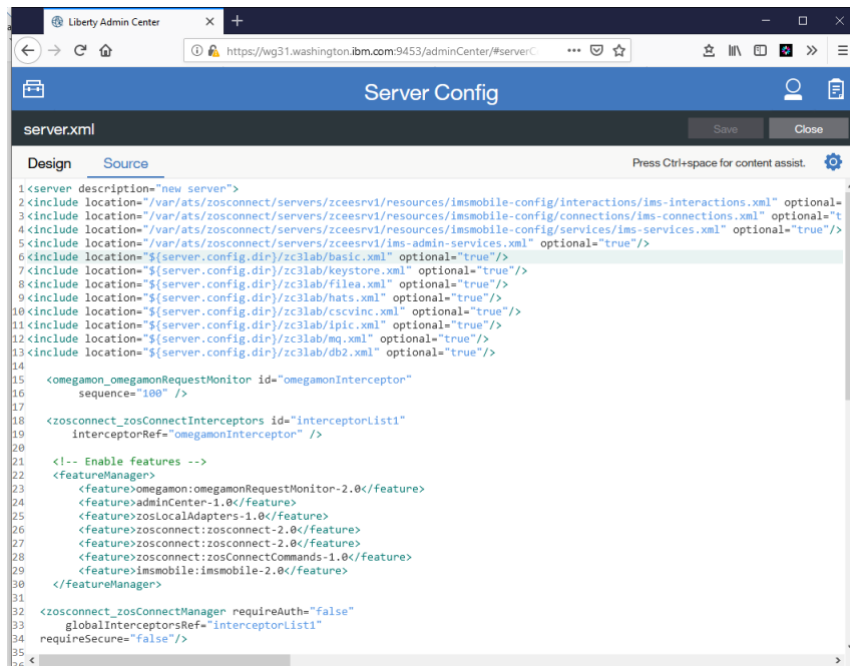 Liberty Admin Center
https://wg31.washington.ibm.com:9453/adminCenter/#serverC
Server Config
server.xml
Save
Close
Design
Source
Press Ctrl+space for content assist.
1 <server description="new server">
2 <include location="/var/ats/zosconnect/servers/zceesrv1/resources/imsmobile-config/interactions/ims-interactions.xml" optional=
3 <include location="/var/ats/zosconnect/servers/zceesrv1/resources/imsmobile-config/connections/ims-connections.xml" optional="t
4 <include location="/var/ats/zosconnect/servers/zceesrv1/resources/imsmobile-config/services/ims-services.xml" optional="true"/>
5 <include location="/var/ats/zosconnect/servers/zceesrv1/ims-admin-services.xml" optional="true"/>
6 <include location="${server.config.dir}/zc3lab/basic.xml" optional="true"/>
7 <include location="${server.config.dir}/zc3lab/keystore.xml" optional="true"/>
8 <include location="${server.config.dir}/zc3lab/filea.xml" optional="true"/>
9 <include location="${server.config.dir}/zc3lab/hats.xml" optional="true"/>
10 <include location="${server.config.dir}/zc3lab/cscvinc.xml" optional="true"/>
11 <include location="${server.config.dir}/zc3lab/ipic.xml" optional="true"/>
12 <include location="${server.config.dir}/zc3lab/mq.xml" optional="true"/>
13 <include location="${server.config.dir}/zc3lab/db2.xml" optional="true"/>
14
15 <omegamon_omegamonRequestMonitor id="omegamonInterceptor"
16 sequence="100" />
17
18 <zosconnect_zosConnectInterceptors id="interceptorList1"
19 interceptorRef="omegamonInterceptor" />
20
21 <!-- Enable features -->
22 <featureManager>
23 <feature>omegamon:omegamonRequestMonitor-2.0</feature>
24 <feature>adminCenter-1.0</feature>
25 <feature>zosLocalAdapters-1.0</feature>
26 <feature>zosconnect:zosconnect-2.0</feature>
27 <feature>zosconnect:zosconnect-2.0</feature>
28 <feature>zosconnect:zosConnectCommands-1.0</feature>
29 <feature>imsmobile:imsmobile-2.0</feature>
30 </featureManager>
31
32 <zosconnect_zosConnectManager requireAuth="false"
33 globalInterceptorsRef="interceptorList1"
34 requireSecure="false"/>
35
36